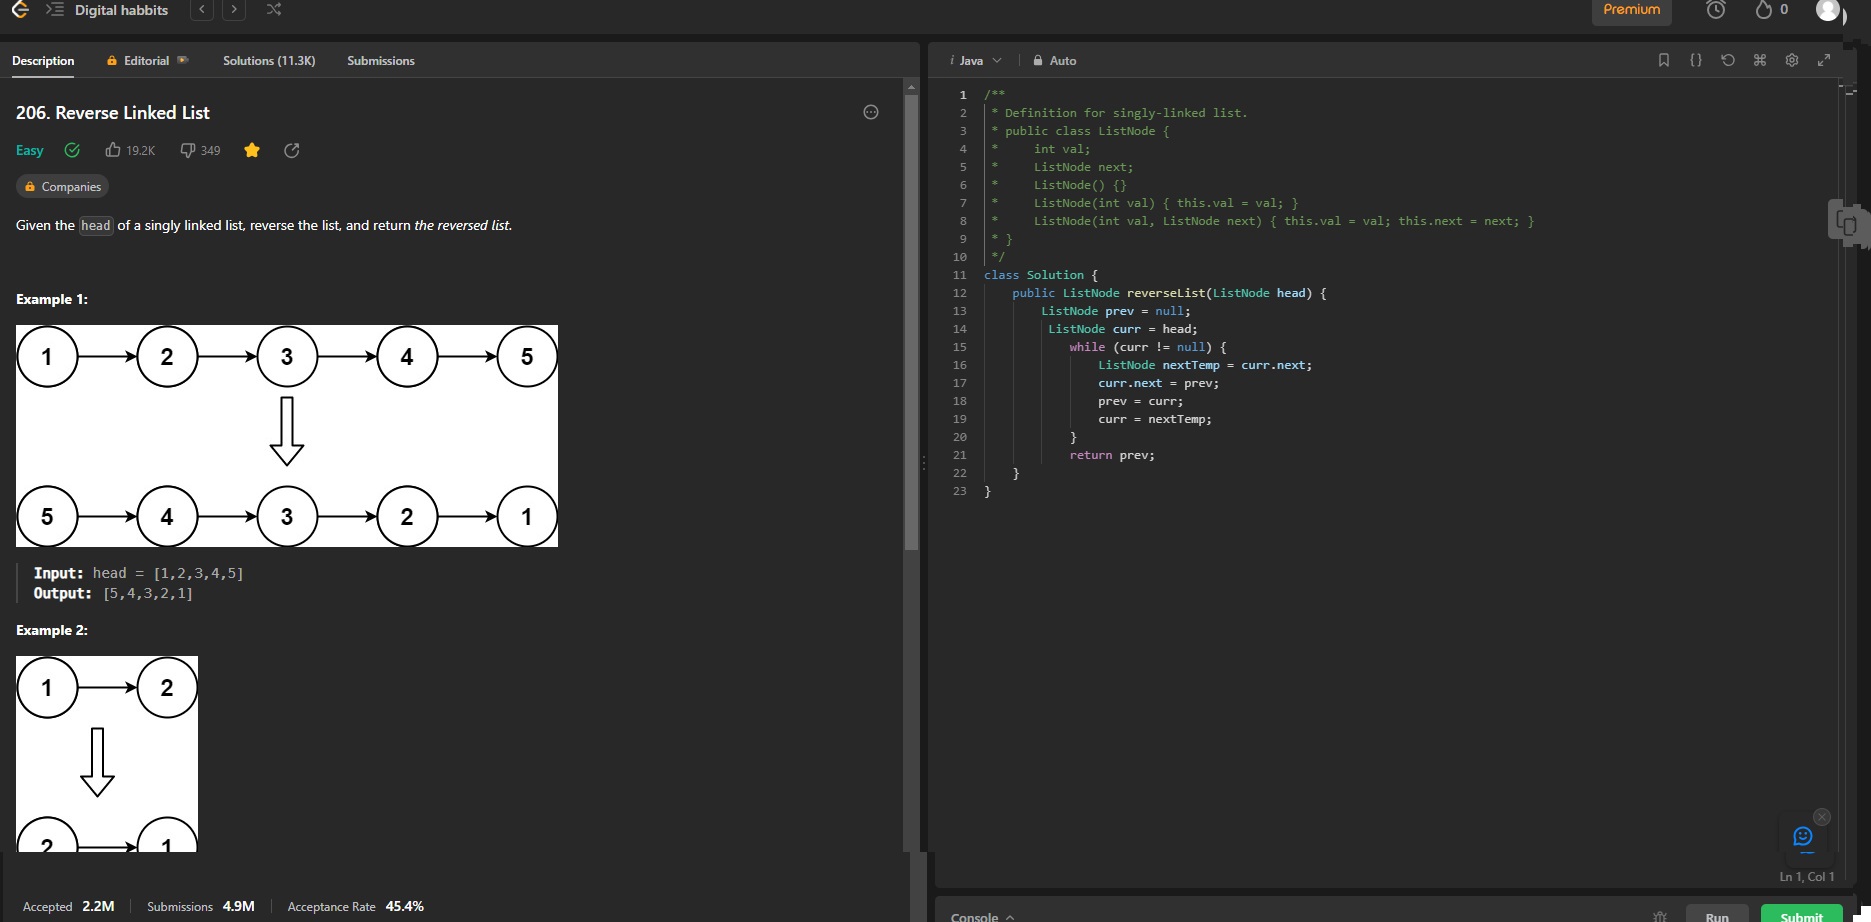 Digital habbits
Premium
0
Description
Editorial
Solutions (11.3K)
Submissions
206. Reverse Linked List
Easy
19.2K
349
Companies
Given the head of a singly linked list, reverse the list, and return the reversed list.
Example 1:
1 2 3 4 5
5 4 3 2 1
Input: head = [1,2,3,4,5]
Output: [5,4,3,2,1]
Example 2:
1 2
2 1
Accepted 2.2M
Submissions 4.9M
Acceptance Rate 45.4%
i Java
Auto
1 /**
2 * Definition for singly-linked list.
3 * public class ListNode {
4 *     int val;
5 *     ListNode next;
6 *     ListNode() {}
7 *     ListNode(int val) { this.val = val; }
8 *     ListNode(int val, ListNode next) { this.val = val; this.next = next; }
9 * }
10 */
11 class Solution {
12     public ListNode reverseList(ListNode head) {
13         ListNode prev = null;
14          ListNode curr = head;
15             while (curr != null) {
16                 ListNode nextTemp = curr.next;
17                 curr.next = prev;
18                 prev = curr;
19                 curr = nextTemp;
20             }
21             return prev;
22     }
23 }
Ln 1, Col 1
Console
Run
Submit